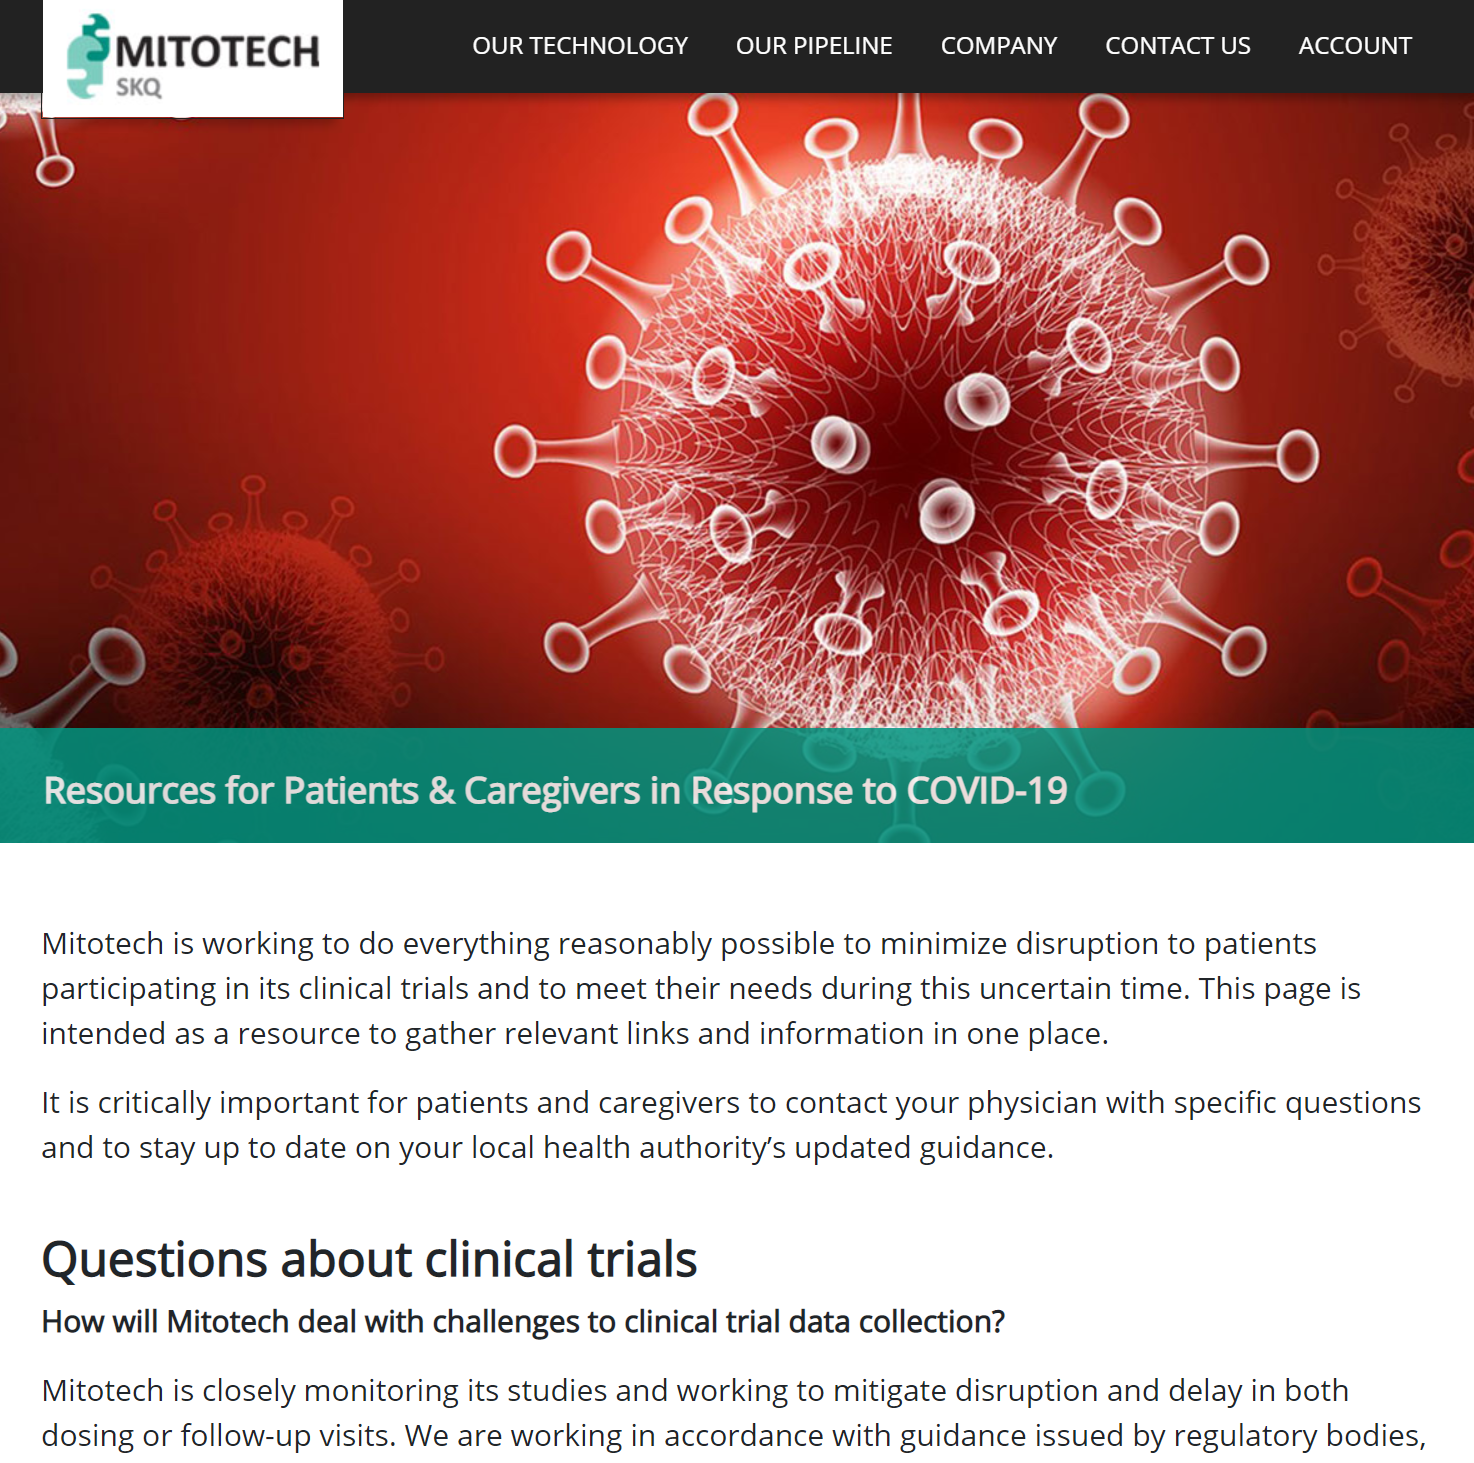 MITOTECH
SKQ
OUR TECHNOLOGY OUR PIPELINE COMPANY CONTACT US ACCOUNT
Resources for Patients & Caregivers in Response to COVID-19
Mitotech is working to do everything reasonably possible to minimize disruption to patients
participating in its clinical trials and to meet their needs during this uncertain time. This page is
intended as a resource to gather relevant links and information in one place.
It is critically important for patients and caregivers to contact your physician with specific questions
and to stay up to date on your local health authority’s updated guidance.
Questions about clinical trials
How will Mitotech deal with challenges to clinical trial data collection?
Mitotech is closely monitoring its studies and working to mitigate disruption and delay in both
dosing or follow-up visits. We are working in accordance with guidance issued by regulatory bodies,